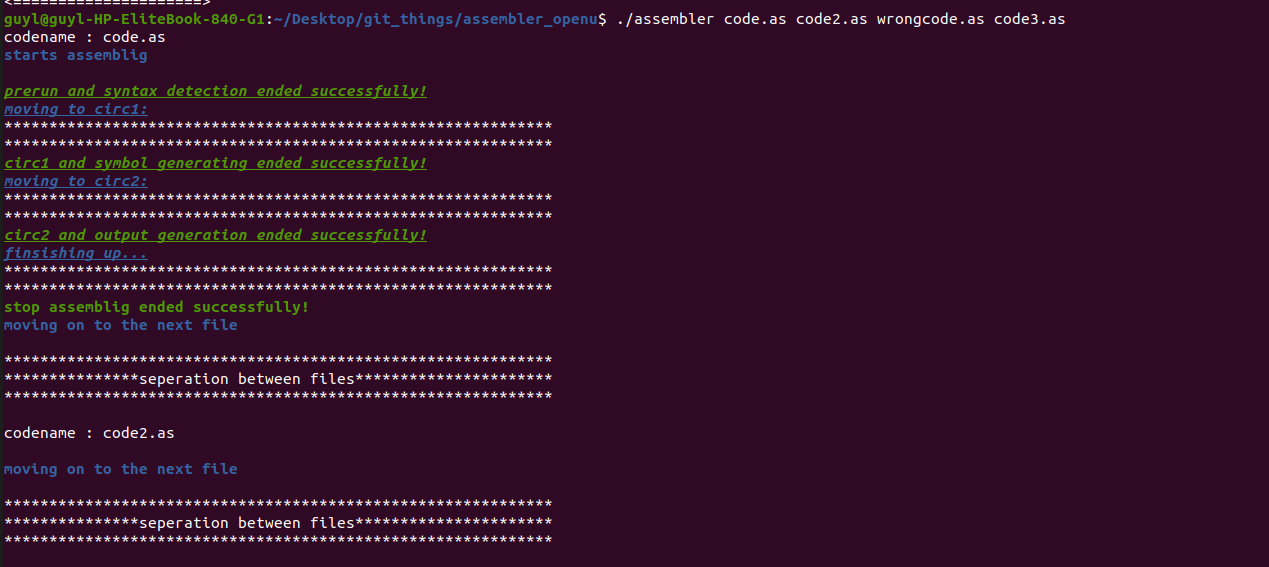 <=====================>
guyl@guyl-HP-EliteBook-840-G1:~/Desktop/git_things/assembler_openu$ ./assembler code.as code2.as wrongcode.as code3.as
codename : code.as
starts assemblig
prerun and syntax detection ended successfully!
moving to circ1:
*************************************************************
*************************************************************
circ1 and symbol generating ended successfully!
moving to circ2:
*************************************************************
*************************************************************
circ2 and output generation ended successfully!
finsishing up...
*************************************************************
*************************************************************
stop assemblig ended successfully!
moving on to the next file
*************************************************************
***************seperation between files**********************
*************************************************************
codename : code2.as
moving on to the next file
*************************************************************
***************seperation between files**********************
*************************************************************